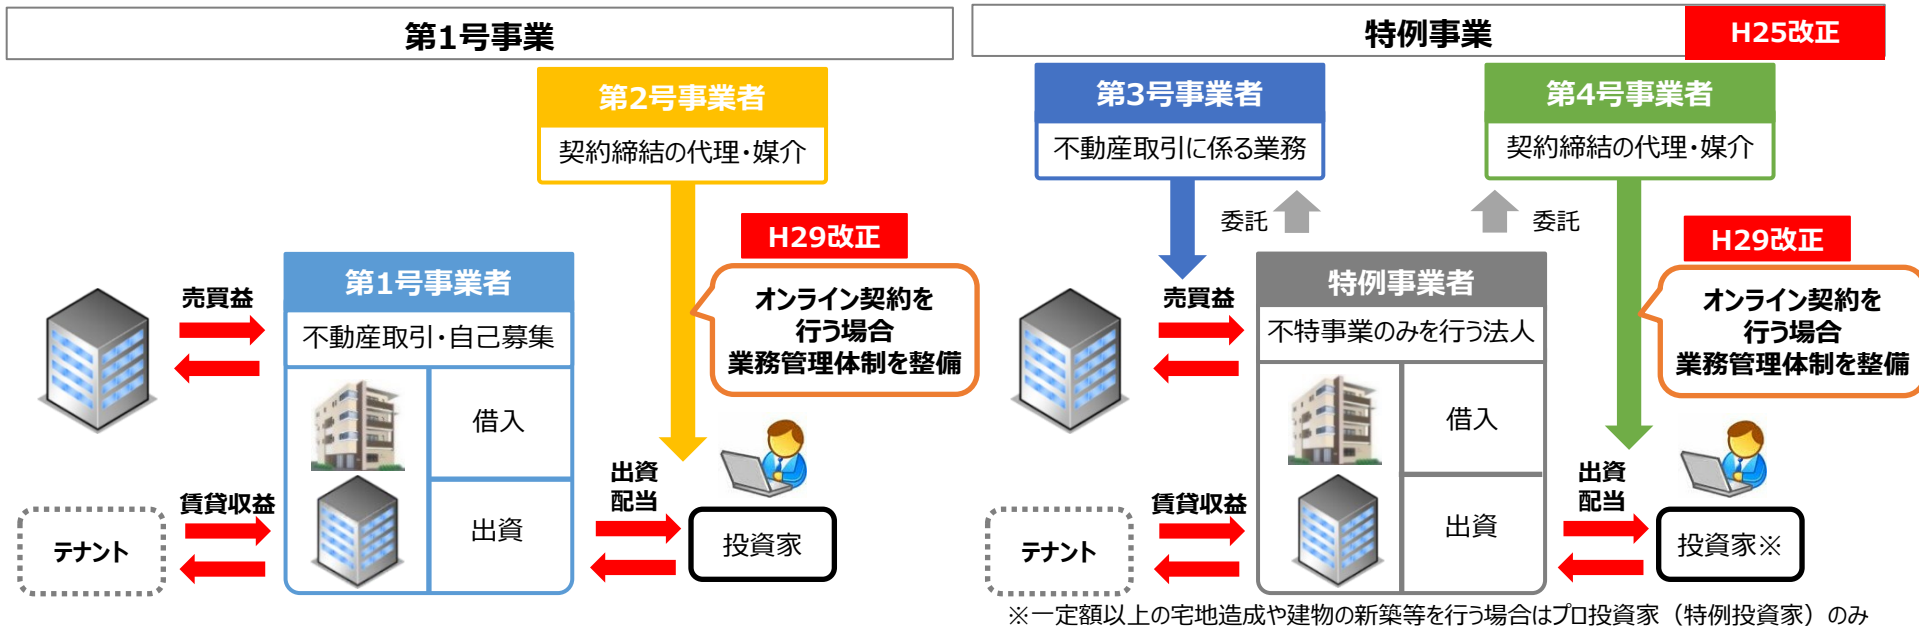 第1号事業
第2号事業者
契約締結の代理・媒介
H29改正
オンライン契約を
行う場合
業務管理体制を整備
第1号事業者
不動産取引・自己募集
売買益
借入
出資
賃貸収益
テナント
出資
配当
投資家
特例事業
H25改正
第3号事業者
不動産取引に係る業務
第4号事業者
契約締結の代理・媒介
委託
委託
H29改正
オンライン契約を
行う場合
業務管理体制を整備
特例事業者
不特事業のみを行う法人
売買益
借入
出資
賃貸収益
テナント
出資
配当
投資家※
※一定額以上の宅地造成や建物の新築等を行う場合はプロ投資家（特例投資家）のみ